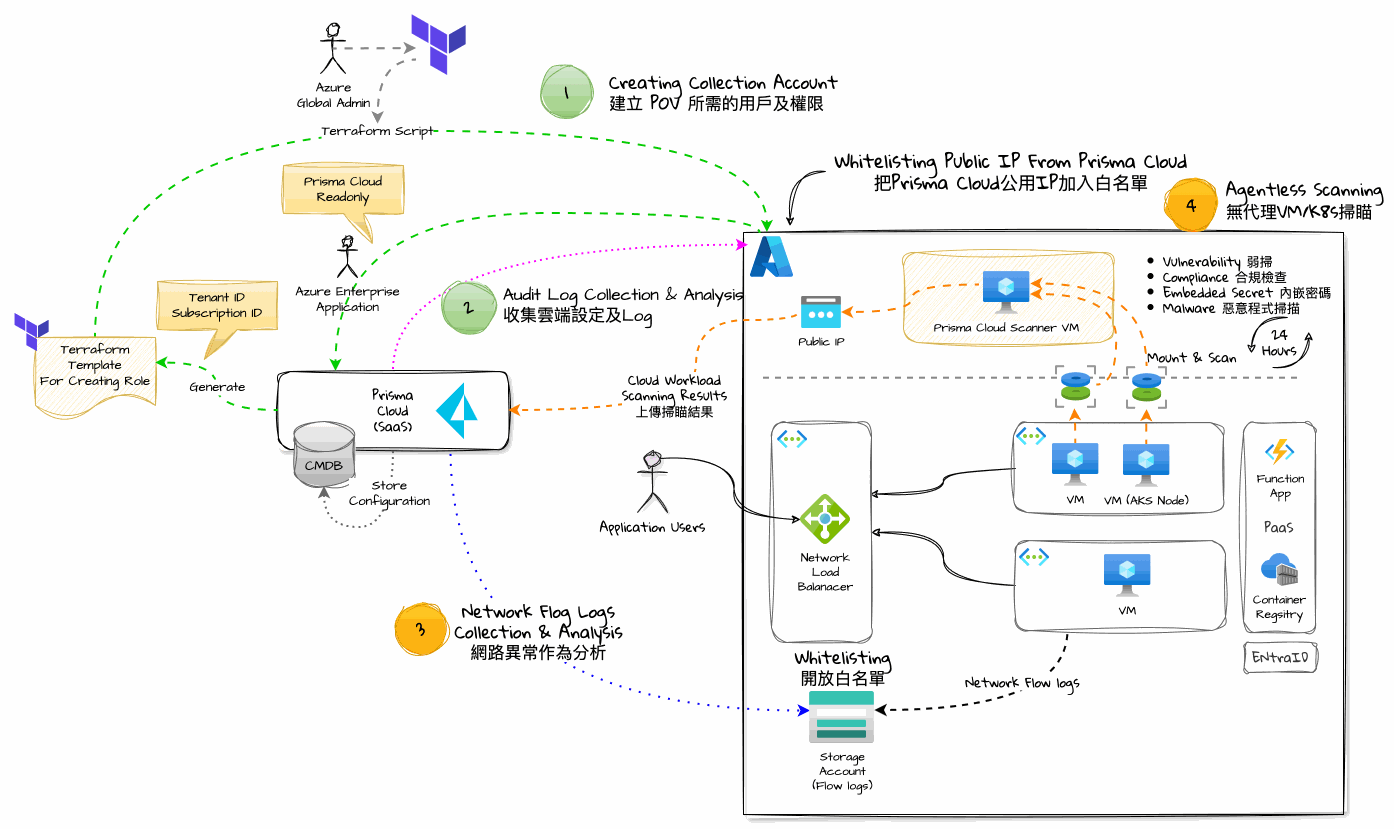 Azure
Global Admin
Terraform Script
1
Creating Collection Account
建立 POV 所需的用戶及權限
Whitelisting Public IP From Prisma Cloud
把Prisma Cloud公用IP加入白名單
4
Agentless Scanning
無代理VM/K8s掃瞄
Prisma Cloud
Readonly
Azure Enterprise
Application
Tenant ID
Subscription ID
2
Audit Log Collection & Analysis
收集雲端設定及Log
Vulnerability 弱掃
Compliance 合規檢查
Embedded Secret 內嵌密碼
Malware 惡意程式掃描
24
Hours
Prisma Cloud Scanner VM
Public IP
Mount & Scan
Terraform
Template
For Creating Role
Generate
Prisma
Cloud
(SaaS)
CMDB
Store
Configuration
Cloud Workload
Scanning Results
上傳掃瞄結果
Application Users
Network
Load
Balanacer
VM
VM (AKS Node)
VM
Function
App
PaaS
Container
Regsitry
ENtraID
3
Network Flog Logs
Collection & Analysis
網路異常作為分析
Whitelisting
開放白名單
Network Flow logs
Storage
Account
(Flow logs)